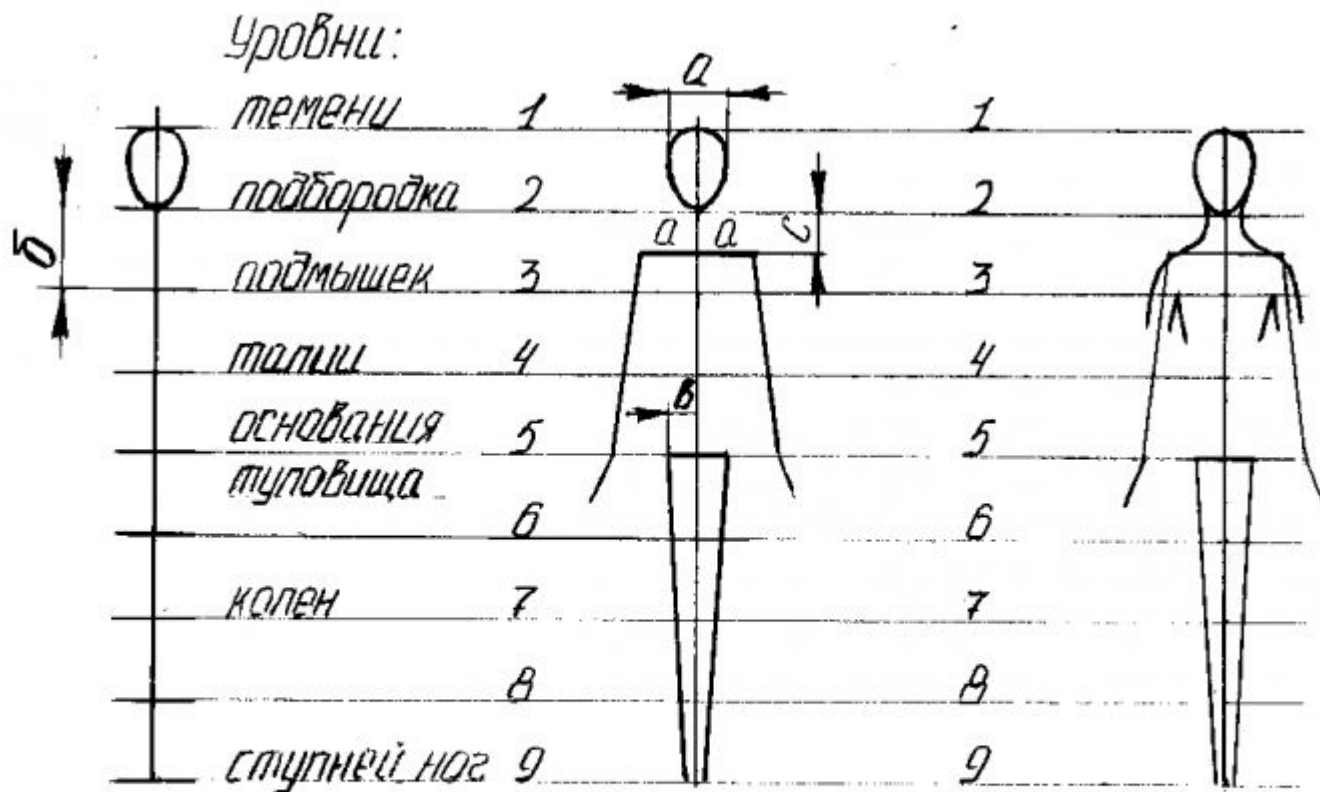 Уровни:
а
темени 1 1
подбородка 2 2
а а с
б
подмышек 3 3
талии 4 4
в
основания
5 5
туловища
6 6
колен 7 7
8 8
ступней ног 9 9